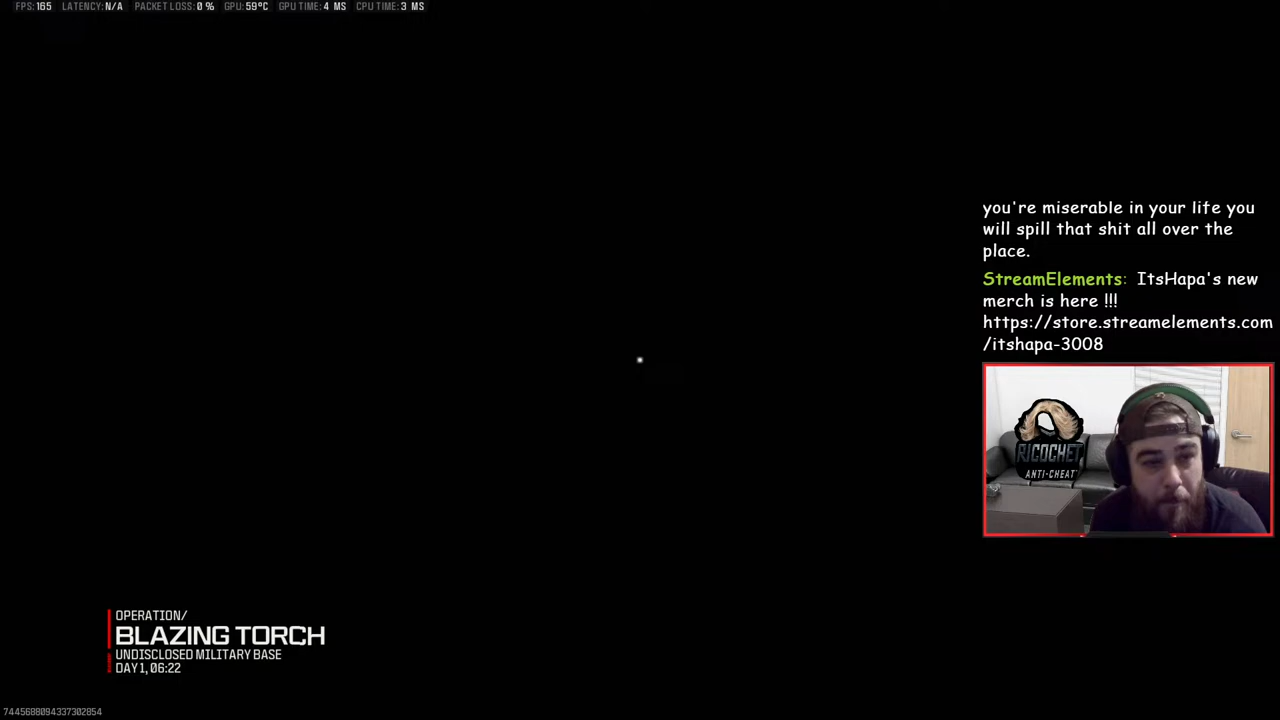 FPS: 165 LATENCY: N/A PACKET LOSS: 0 % GPU: 59°C GPU TIME: 4 MS CPU TIME: 3 MS
you're miserable in your life you
will spill that shit all over the
place.
StreamElements: ItsHapa's new
merch is here !!!
https://store.streamelements.com
/itshapa-3008
RICOCHET
ANTI-CHEAT
OPERATION/
BLAZING TORCH
UNDISCLOSED MILITARY BASE
DAY 1, 06:22
7445688094337302854